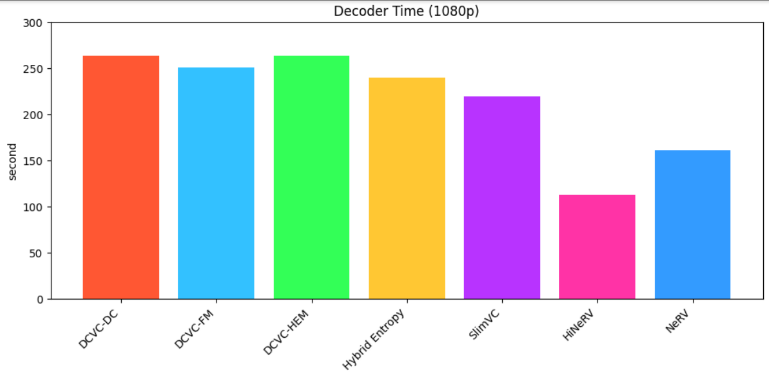 Decoder Time (1080p)
second
300
250
200
150
100
50
0
DCVC-DC
DCVC-FM
DCVC-HEM
Hybrid Entropy
SlimVC
HiNeRV
NeRV